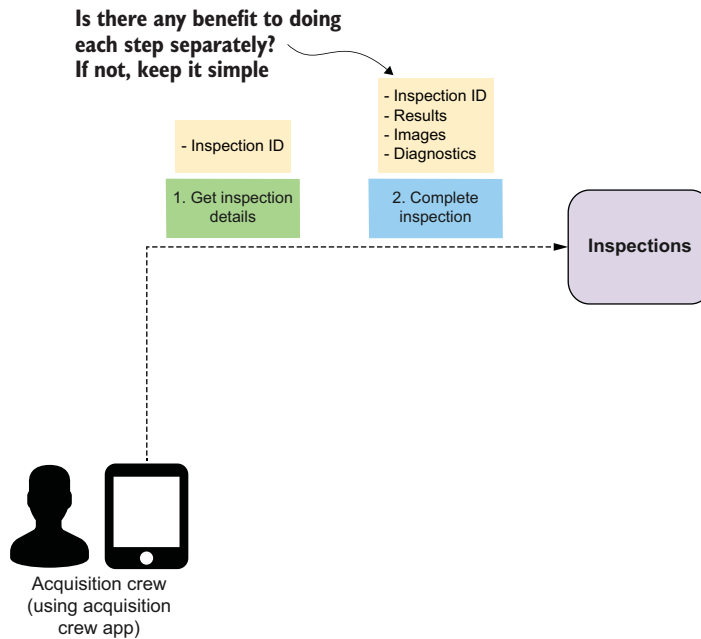 Is there any benefit to doing
each step separately?
If not, keep it simple
- Inspection ID
- Results
- Images
- Diagnostics
- Inspection ID
1. Get inspection
details
2. Complete
inspection
Inspections
Acquisition crew
(using acquisition
crew app)